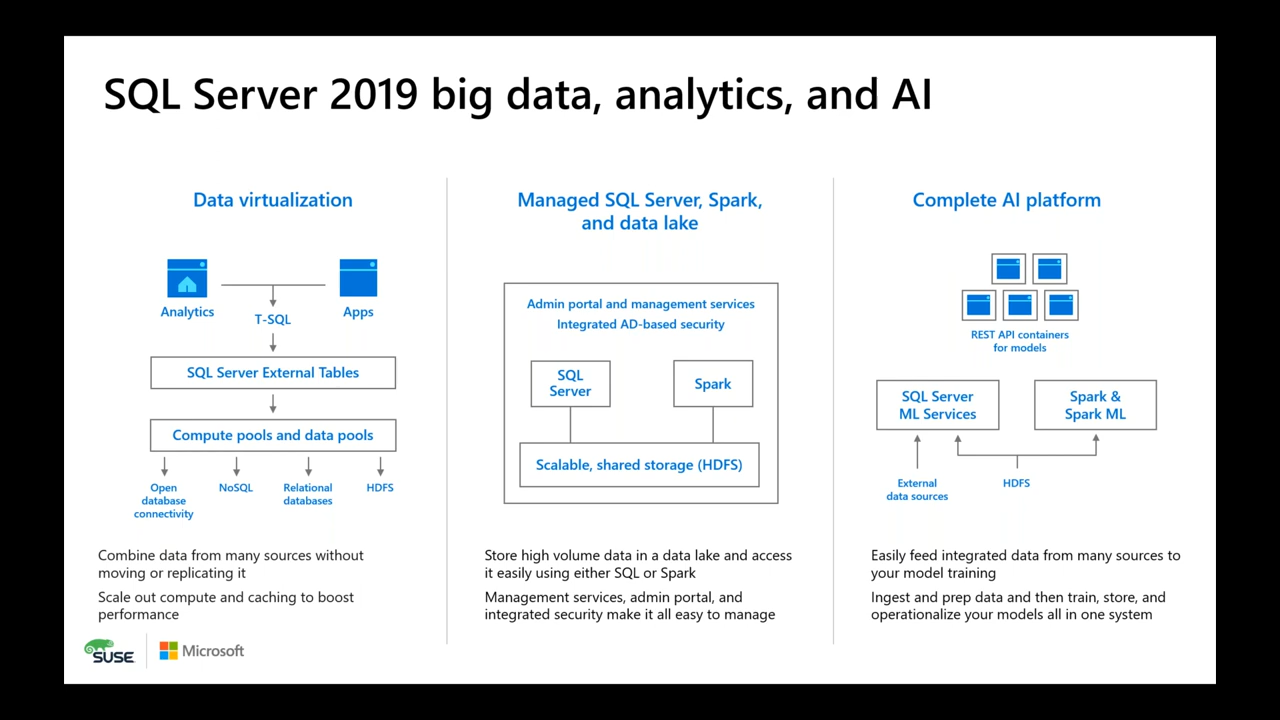 SQL Server 2019 big data, analytics, and AI
Data virtualization
Analytics
T-SQL
Apps
SQL Server External Tables
Compute pools and data pools
Open
database
connectivity
NoSQL
Relational
databases
HDFS
Combine data from many sources without
moving or replicating it
Scale out compute and caching to boost
performance
Managed SQL Server, Spark,
and data lake
Admin portal and management services
Integrated AD-based security
SQL
Server
Spark
Scalable, shared storage (HDFS)
Store high volume data in a data lake and access
it easily using either SQL or Spark
Management services, admin portal, and
integrated security make it all easy to manage
Complete AI platform
REST API containers
for models
SQL Server
ML Services
Spark &
Spark ML
External
data sources
HDFS
Easily feed integrated data from many sources to
your model training
Ingest and prep data and then train, store, and
operationalize your models all in one system
SUSE
Microsoft